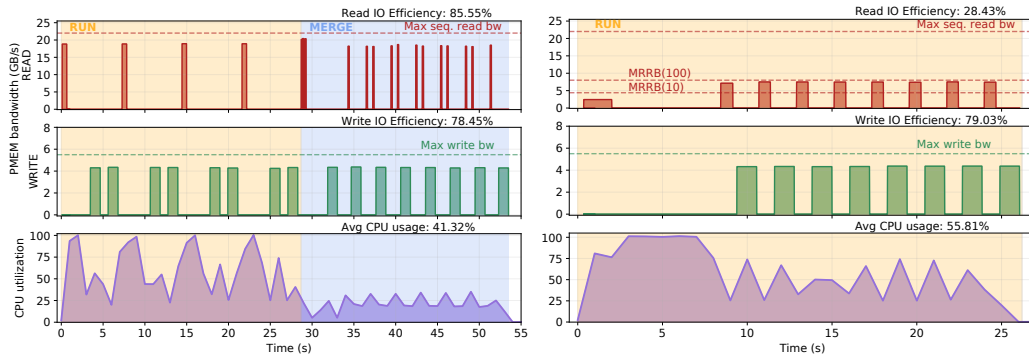 Read IO Efficiency: 85.55%
RUN
MERGE
Max seq. read bw
25
20
15
10
5
0
PMEM bandwidth (GB/s)
READ
WRITE
Write IO Efficiency: 78.45%
Max write bw
8
6
4
2
0
Avg CPU usage: 41.32%
CPU utilization
100
75
50
25
0
0 5 10 15 20 25 30 35 40 45 50 55
Time (s)
Read IO Efficiency: 28.43%
RUN
Max seq. read bw
MRRB(100)
MRRB(10)
25
20
15
10
5
0
Write IO Efficiency: 79.03%
Max write bw
8
6
4
2
0
Avg CPU usage: 55.81%
100
75
50
25
0
0 5 10 15 20 25
Time (s)